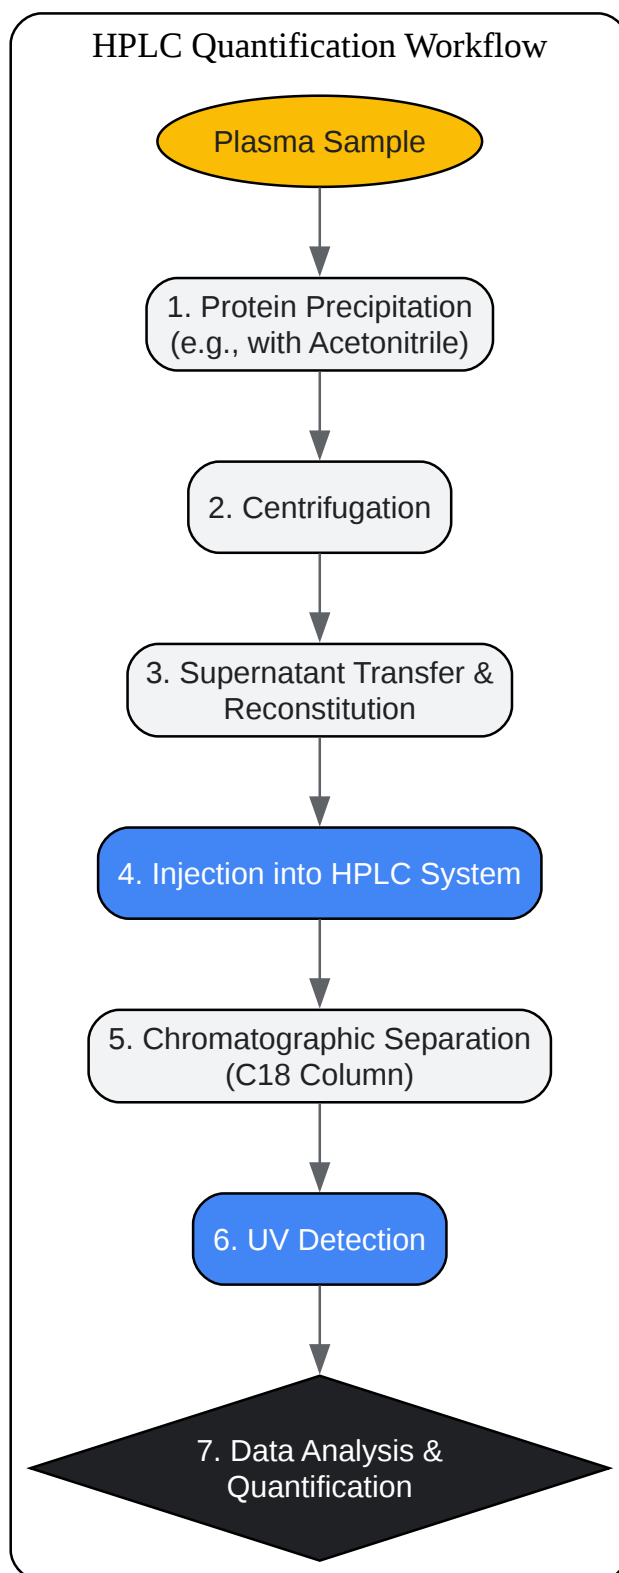 HPLC Quantification Workflow
Plasma Sample
1. Protein Precipitation
(e.g., with Acetonitrile)
2. Centrifugation
3. Supernatant Transfer &
Reconstitution
4. Injection into HPLC System
5. Chromatographic Separation
(C18 Column)
6. UV Detection
7. Data Analysis &
Quantification